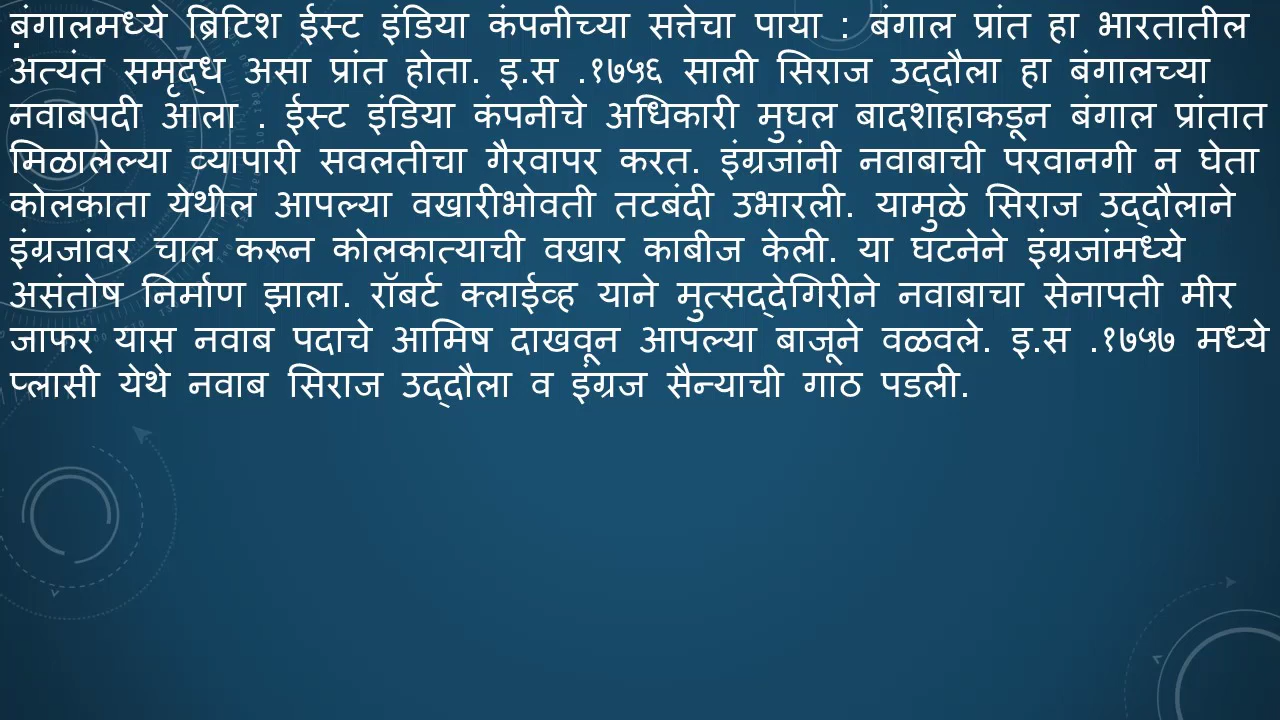 बंगालमध्ये ब्रिटिश ईस्ट इंडिया कंपनीच्या सत्तेचा पाया : बंगाल प्रांत हा भारतातील
अत्यंत समृद्ध असा प्रांत होता. इ.स .१७५६ साली सिराज उद्दौला हा बंगालच्या
नवाबपदी आला . ईस्ट इंडिया कंपनीचे अधिकारी मुघल बादशाहाकडून बंगाल प्रांतात
मिळालेल्या व्यापारी सवलतीचा गैरवापर करत. इंग्रजांनी नवाबाची परवानगी न घेता
कोलकाता येथील आपल्या वखारीभोवती तटबंदी उभारली. यामुळे सिराज उद्दौलाने
इंग्रजांवर चाल करून कोलकात्याची वखार काबीज केली. या घटनेने इंग्रजांमध्ये
असंतोष निर्माण झाला. रॉबर्ट क्लाईव्ह याने मुत्सद्देगिरीने नवाबाचा सेनापती मीर
जाफर यास नवाब पदाचे आमिष दाखवून आपल्या बाजूने वळवले. इ.स .१७५७ मध्ये
प्लासी येथे नवाब सिराज उद्दौला व इंग्रज सैन्याची गाठ पडली.